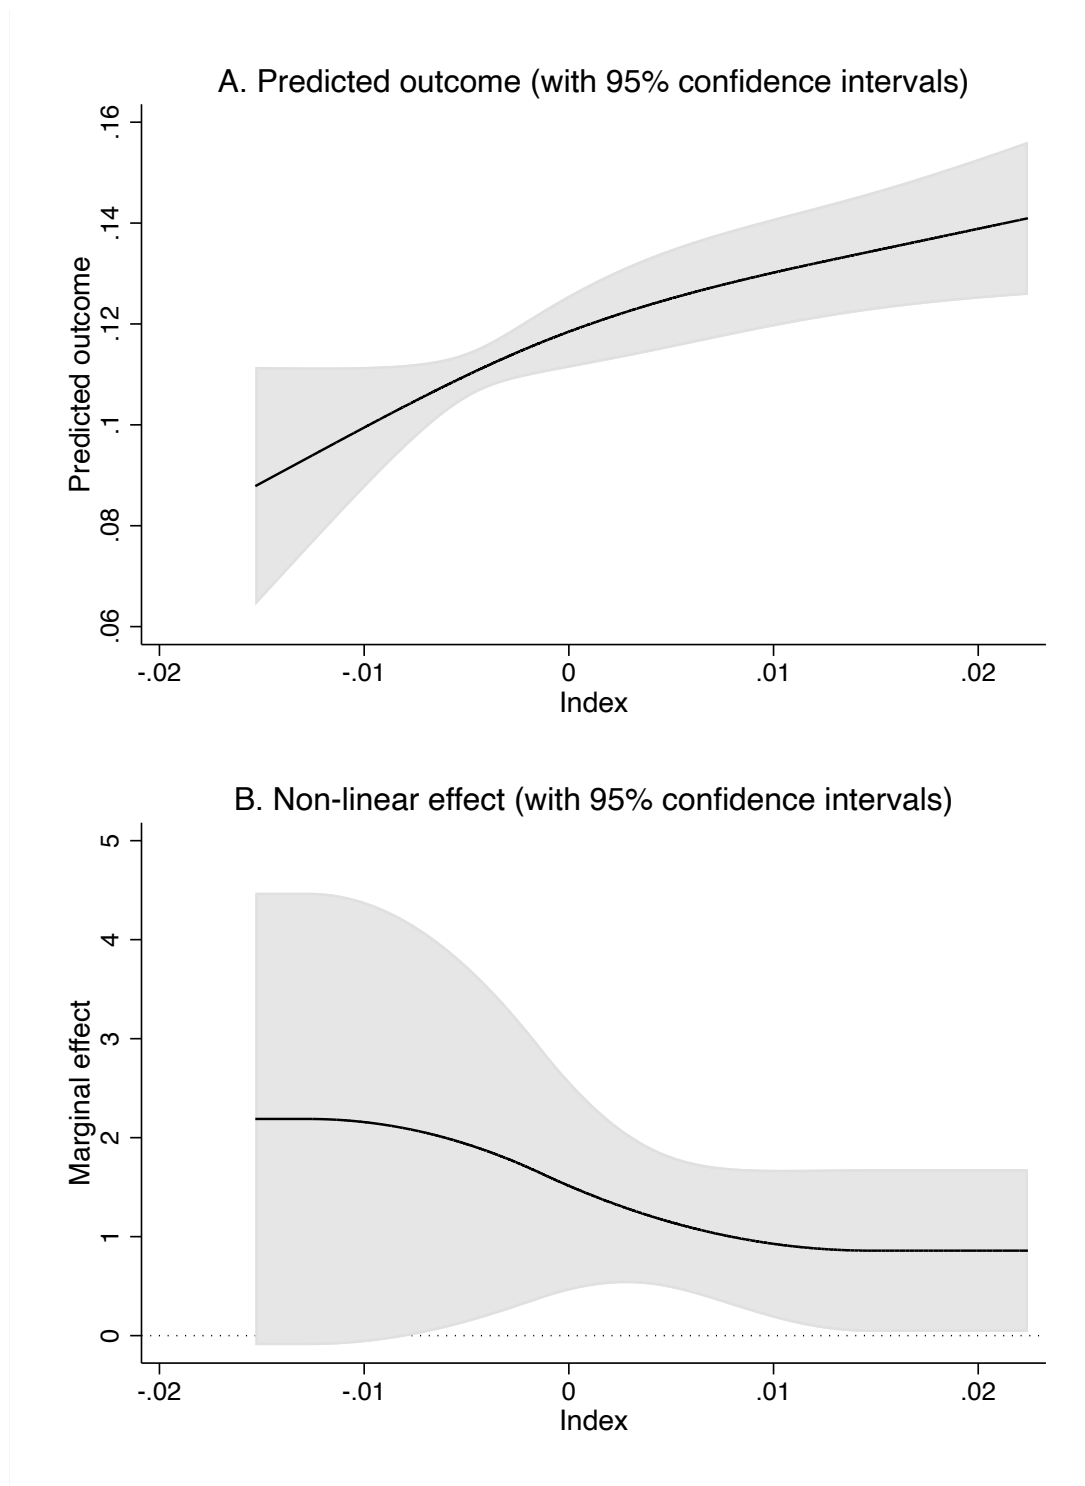 A. Predicted outcome (with 95% confidence intervals)
Predicted outcome
.16
.14
.12
.1
.08
.06
-.02 -.01 0 .01 .02
Index
B. Non-linear effect (with 95% confidence intervals)
Marginal effect
5
4
3
2
1
0
-.02 -.01 0 .01 .02
Index